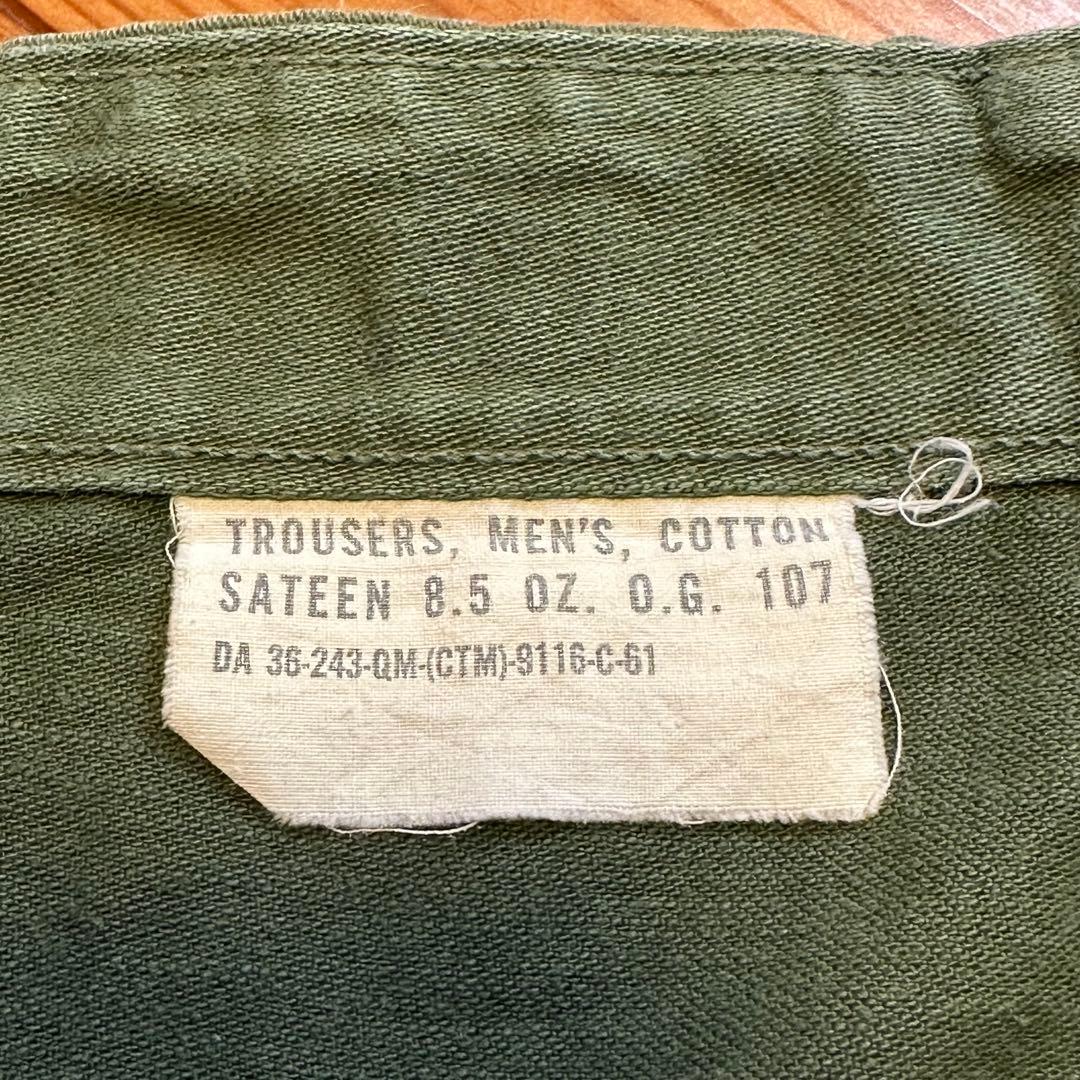 TROUSERS, MEN'S, COTTON
SATEEN 8.5 OZ. O.G. 107
DA 36-243-QM-(CTM)-9116-C-61